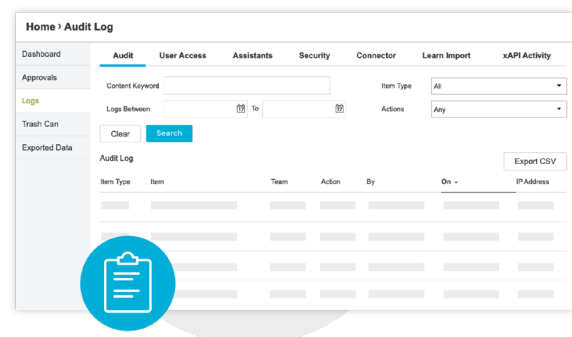 Home › Audit Log
Dashboard
Approvals
Logs
Trash Can
Exported Data
Audit User Access Assistants Security Connector Learn Import xAPI Activity
Content Keyword Item Type All
Logs Between 17 To 17 Actions Any
Clear Search
Audit Log Export CSV
Item Type Item Team Action By On IP Address